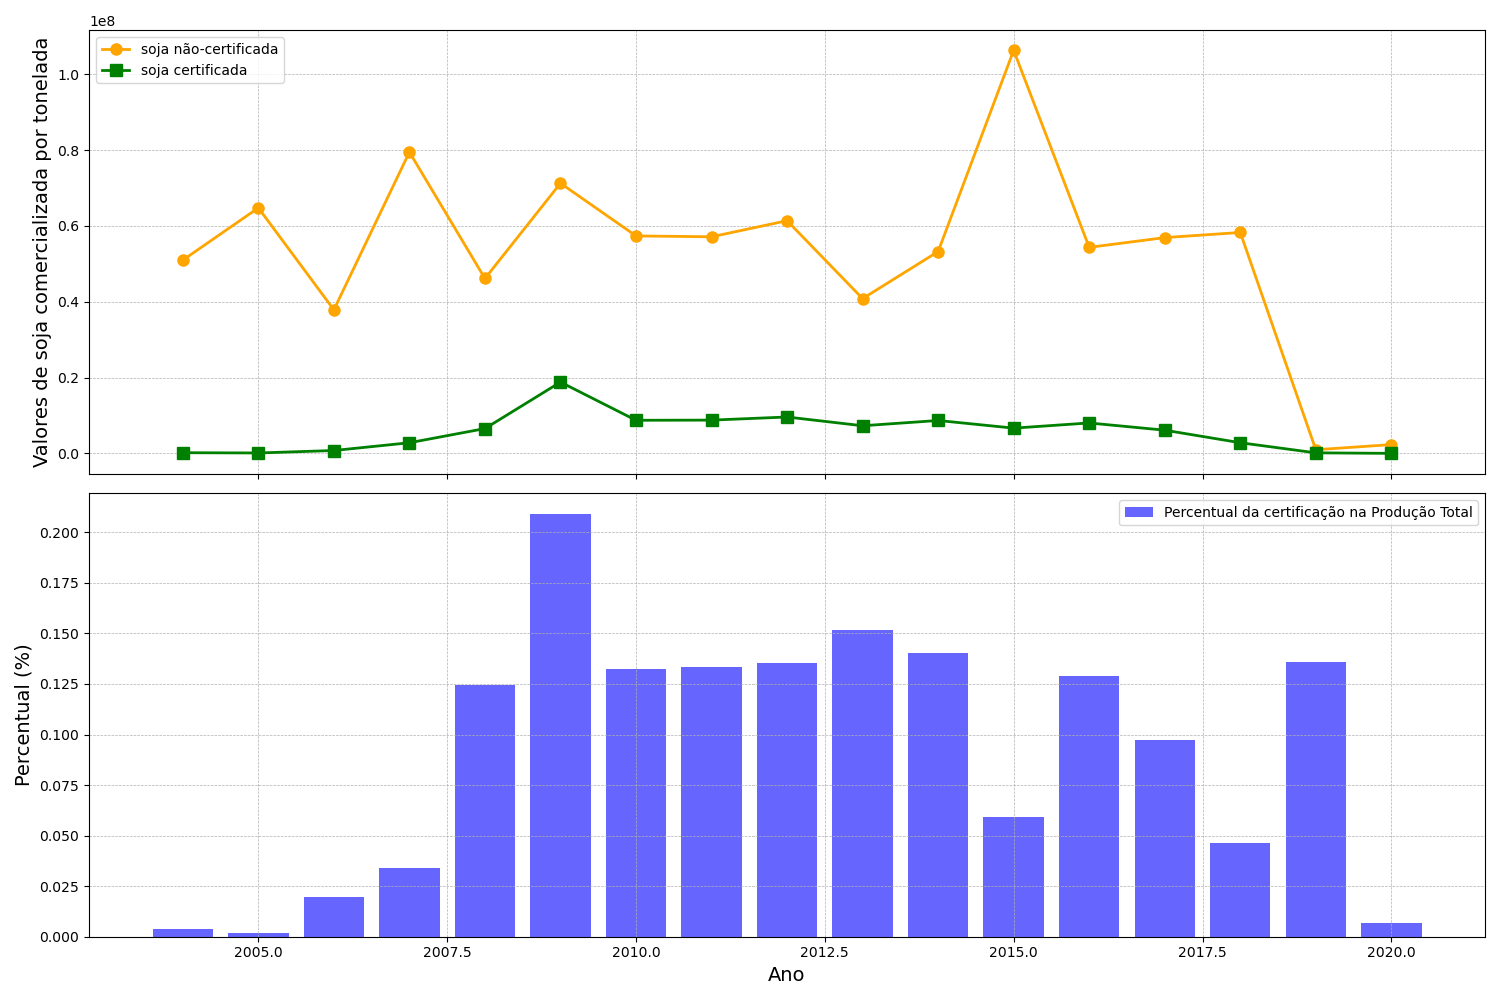 1e8
Valores de soja comercializada por tonelada
1.0
0.8
0.6
0.4
0.2
0.0
soja não-certificada
soja certificada
Percentual (%)
0.200
0.175
0.150
0.125
0.100
0.075
0.050
0.025
0.000
Percentual da certificação na Produção Total
2005.0 2007.5 2010.0 2012.5 2015.0 2017.5 2020.0
Ano